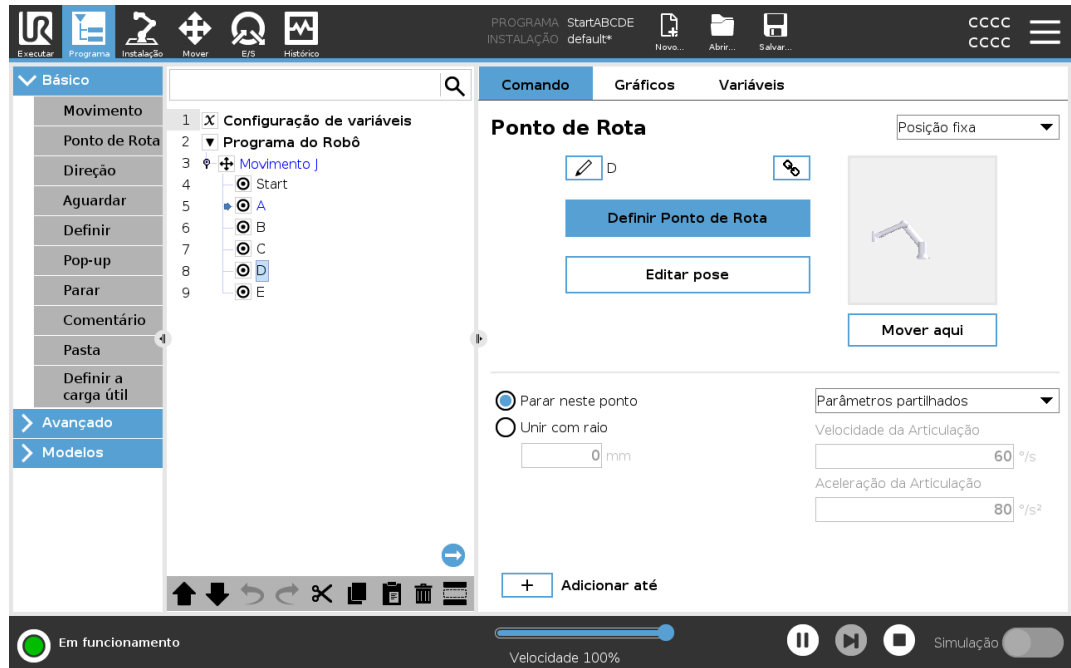 PROGRAMA StartABCDE
INSTALAÇÃO default*
CCCC
CCCC
Executar
Programa
Instalação
Mover
E/S
Histórico
Novo...
Abrir...
Salvar...
Básico
Movimento
Ponto de Rota
Direção
Aguardar
Definir
Pop-up
Parar
Comentário
Pasta
Definir a
carga útil
Avançado
Modelos
1 X Configuração de variáveis
2 Programa do Robô
3 Movimento J
4 Start
5 A
6 B
7 C
8 D
9 E
Comando Gráficos Variáveis
Ponto de Rota
Posição fixa
D
Definir Ponto de Rota
Editar pose
Mover aqui
Parar neste ponto
Unir com raio
0 mm
Parâmetros partilhados
Velocidade da Articulação
60 °/s
Aceleração da Articulação
80 °/s²
+ Adicionar até
Em funcionamento
Velocidade 100%
Simulação